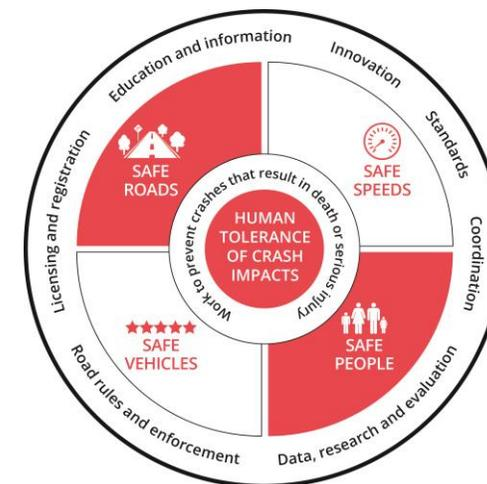 Education and information
Innovation
Standards
Coordination
Data, research and evaluation
Road rules and enforcement
Licensing and registration
SAFE
ROADS
SAFE
SPEEDS
Work to prevent crashes that result in death or serious injury
HUMAN
TOLERANCE
OF CRASH
IMPACTS
SAFE
VEHICLES
SAFE
PEOPLE